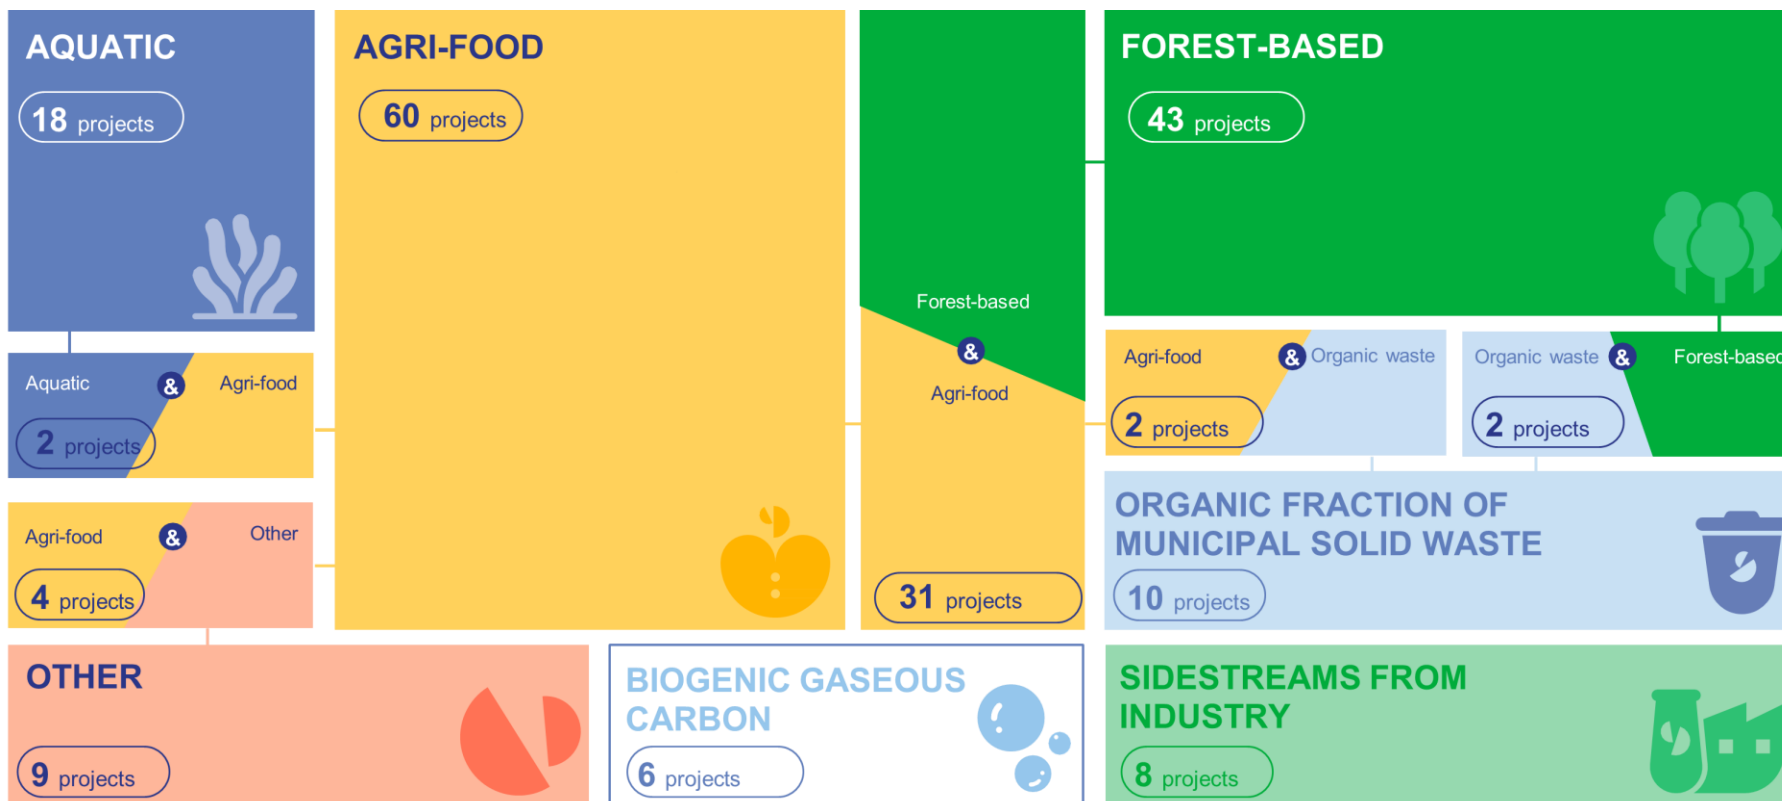 AQUATIC
18 projects
AGRI-FOOD
60 projects
FOREST-BASED
43 projects
Forest-based
&
Agri-food
31 projects
Aquatic & Agri-food
2 projects
Agri-food & Other
4 projects
Agri-food & Organic waste
2 projects
Organic waste & Forest-based
2 projects
ORGANIC FRACTION OF
MUNICIPAL SOLID WASTE
10 projects
OTHER
9 projects
BIOGENIC GASEOUS
CARBON
6 projects
SIDESTREAMS FROM
INDUSTRY
8 projects